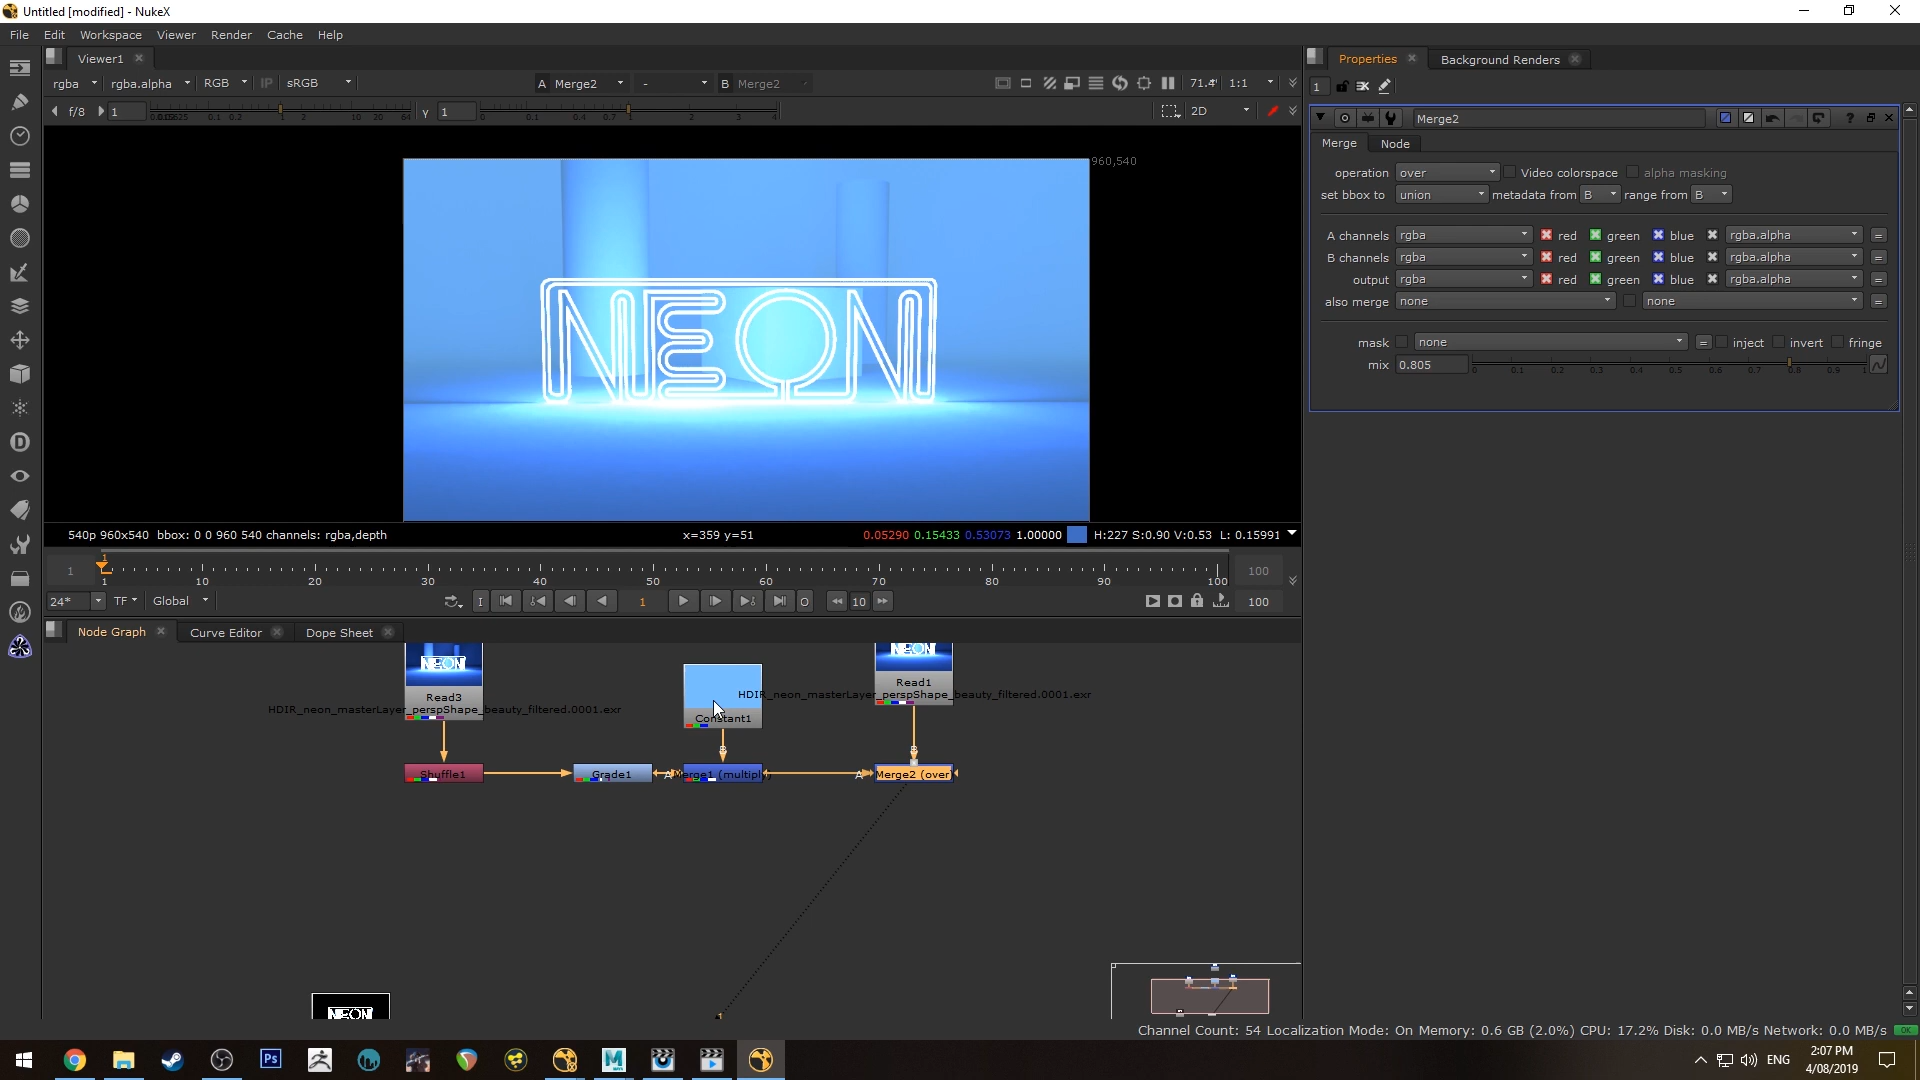 Untitled [modified] - NukeX
File Edit Workspace Viewer Render Cache Help
Viewer1
Properties
Background Renders
rgba rgba.alpha RGB IP sRGB A Merge2 - B Merge2 71.4 1:1
1
f/8 1 0.1 0.2 1 2 10 20 64 γ 1 0 0.1 0.4 0.7 1 2 3 4 2D
Merge2
Merge Node
960,540
operation over Video colorspace alpha masking
set bbox to union metadata from B range from B
A channels rgba red green blue rgba.alpha =
B channels rgba red green blue rgba.alpha =
output rgba red green blue rgba.alpha =
also merge none none =
mask none = inject invert fringe
mix 0.805 0 0.1 0.2 0.3 0.4 0.5 0.6 0.7 0.8 0.9 1
NEON
540p 960x540 bbox: 0 0 960 540 channels: rgba,depth x=359 y=51 0.05290 0.15433 0.53073 1.00000 H:227 S:0.90 V:0.53 L: 0.15991
1
1 100
1 10 20 30 40 50 60 70 80 90 100
24* TF Global I 1 O 10 100
Node Graph Curve Editor Dope Sheet
NEON
NEON
Read3
HDIR_neon_masterLayer_perspShape_beauty_filtered.0001.exr
Constant1
Read1
HDIR_neon_masterLayer_perspShape_beauty_filtered.0001.exr
B
B
Shuffle1
Grade1
A
Merge1 (multiply)
A
Merge2 (over)
NEON
1
Channel Count: 54 Localization Mode: On Memory: 0.6 GB (2.0%) CPU: 17.2% Disk: 0.0 MB/s Network: 0.0 MB/s OK
Ps
ENG
2:07 PM
4/08/2019